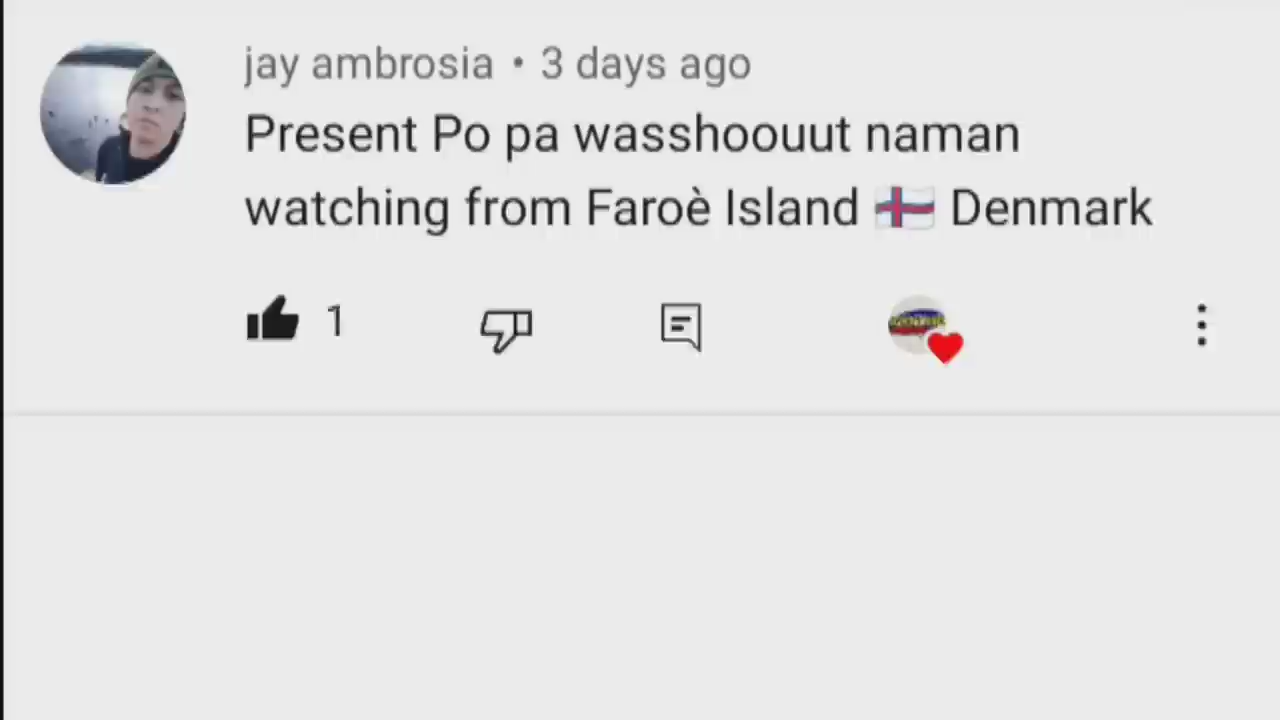 jay ambrosia • 3 days ago
Present Po pa wasshoouut naman
watching from Faroè Island 🇫🇴 Denmark
1